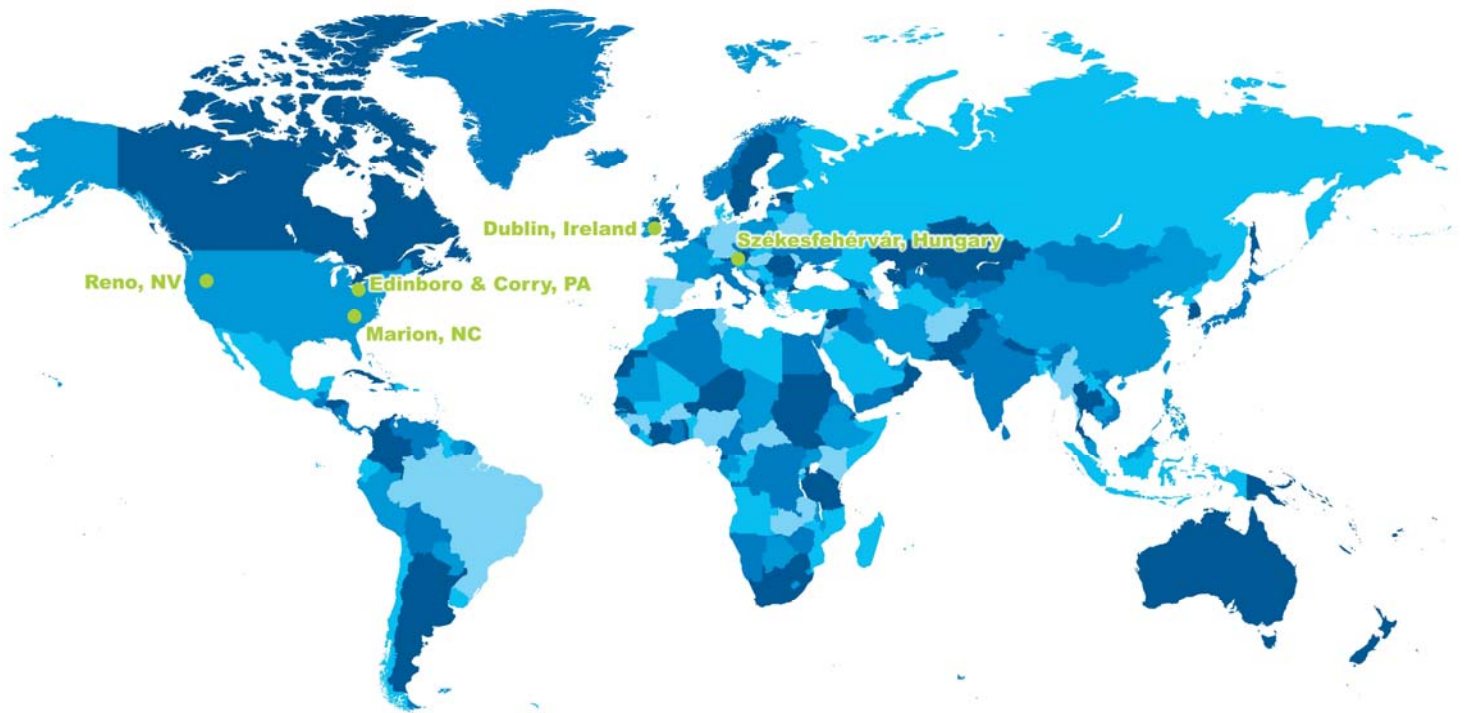 Dublin, Ireland
Székesfehérvár, Hungary
Reno, NV
Edinboro & Corry, PA
Marion, NC